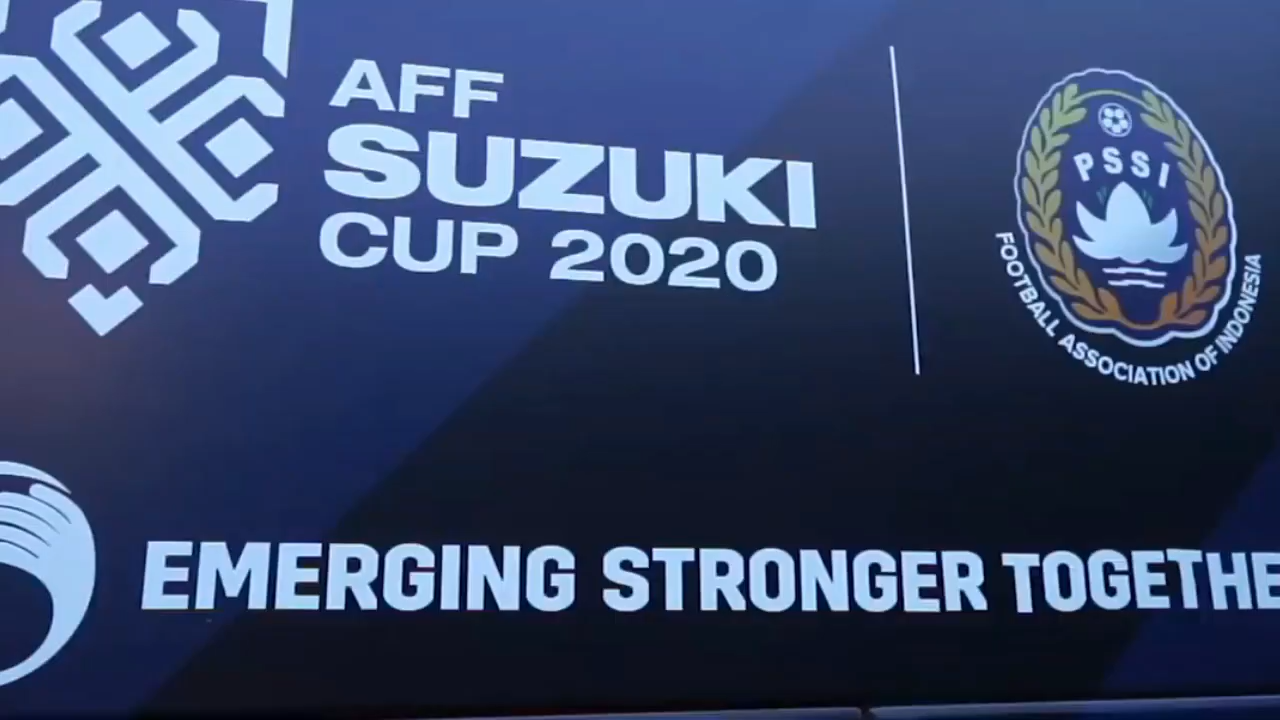 AFF
SUZUKI
CUP 2020
PSSI
FOOTBALL ASSOCIATION OF INDONESIA
EMERGING STRONGER TOGETHE